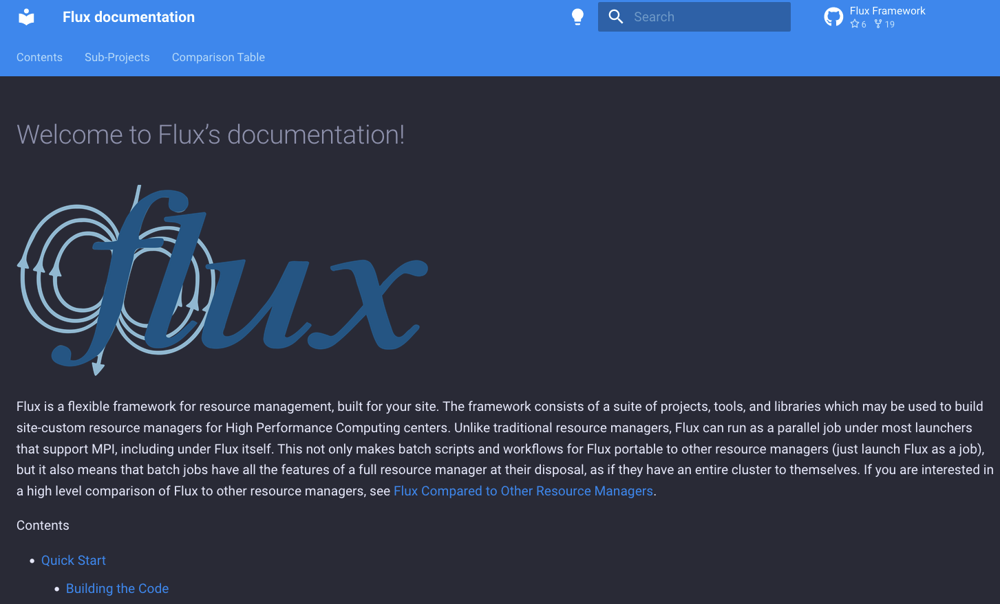 Flux documentation
Search
Flux Framework
6 19
Contents Sub-Projects Comparison Table
Welcome to Flux’s documentation!
flux
Flux is a flexible framework for resource management, built for your site. The framework consists of a suite of projects, tools, and libraries which may be used to build
site-custom resource managers for High Performance Computing centers. Unlike traditional resource managers, Flux can run as a parallel job under most launchers
that support MPI, including under Flux itself. This not only makes batch scripts and workflows for Flux portable to other resource managers (just launch Flux as a job),
but it also means that batch jobs have all the features of a full resource manager at their disposal, as if they have an entire cluster to themselves. If you are interested in
a high level comparison of Flux to other resource managers, see Flux Compared to Other Resource Managers.
Contents
Quick Start
Building the Code